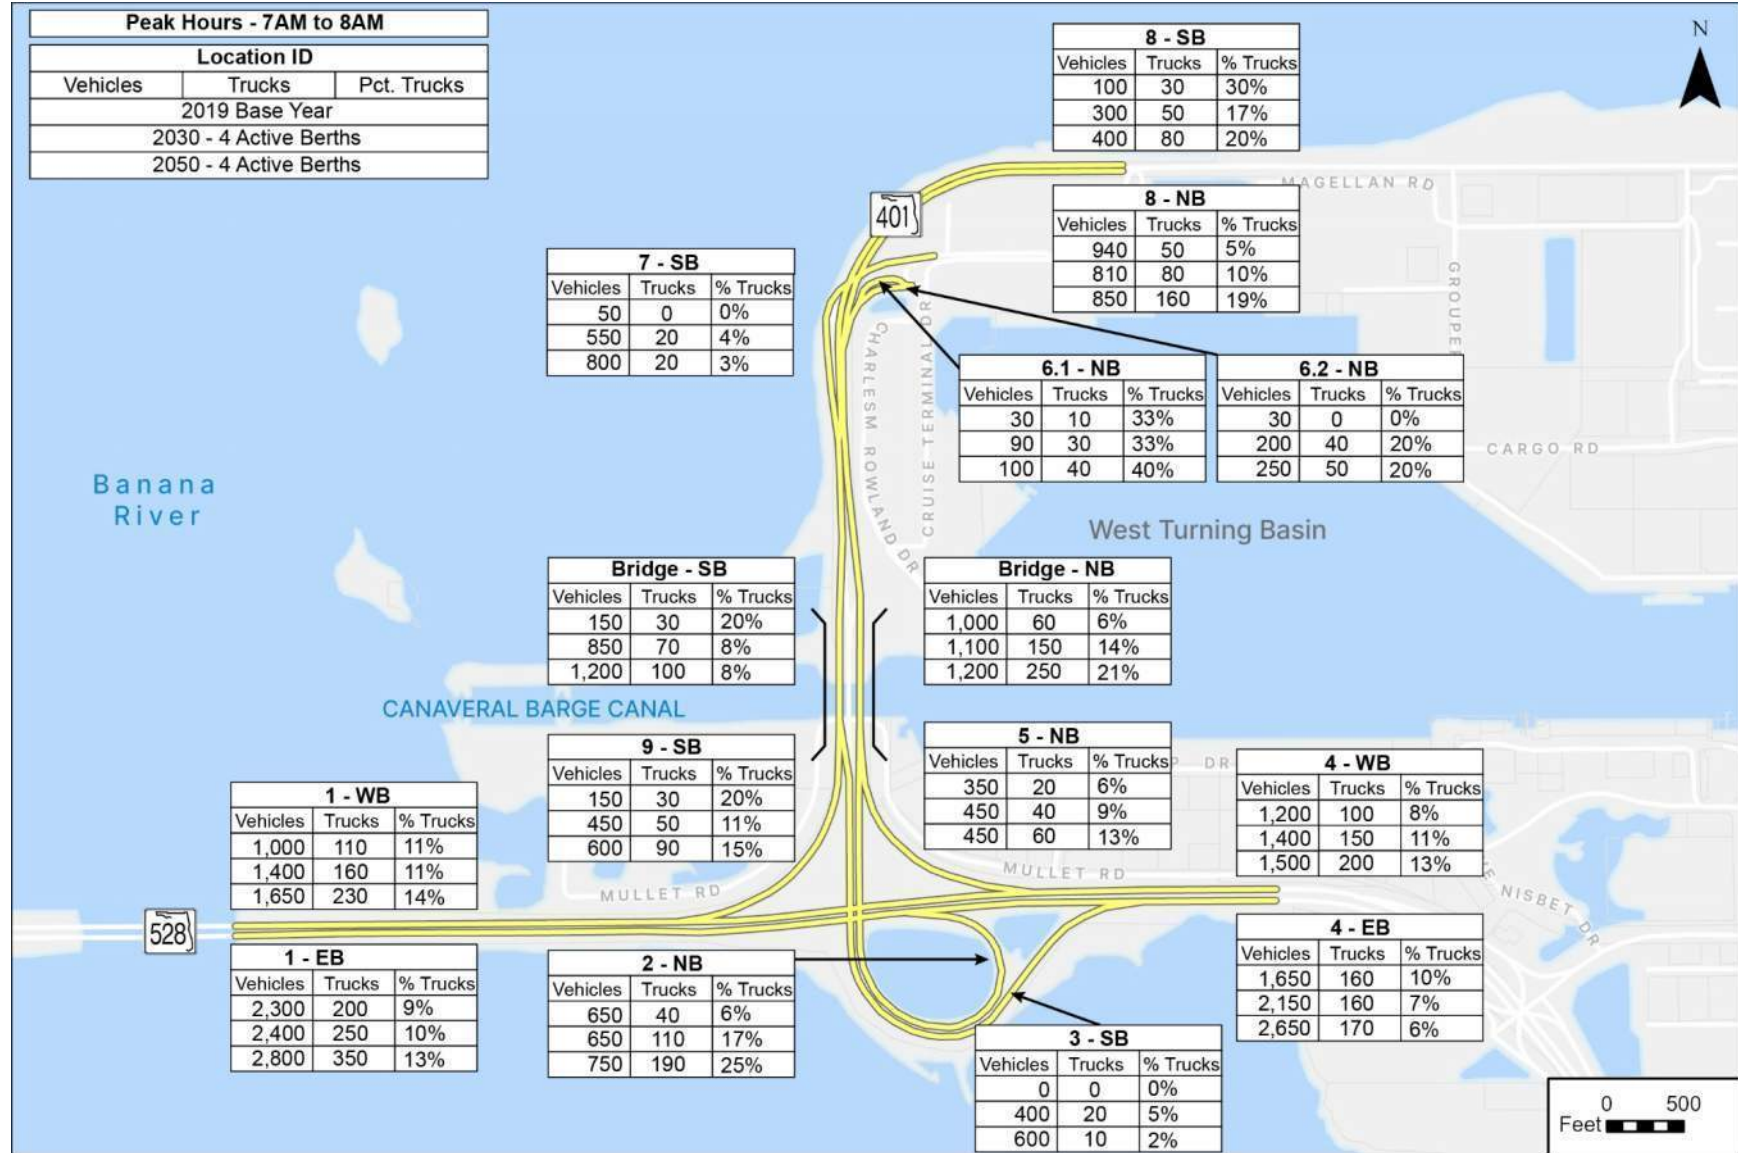 Peak Hours - 7AM to 8AM
Location ID
Vehicles Trucks Pct. Trucks
2019 Base Year
2030 - 4 Active Berths
2050 - 4 Active Berths
N
8 - SB
Vehicles Trucks % Trucks
100 30 30%
300 50 17%
400 80 20%
MAGELLAN RD
401
8 - NB
Vehicles Trucks % Trucks
940 50 5%
810 80 10%
850 160 19%
7 - SB
Vehicles Trucks % Trucks
50 0 0%
550 20 4%
800 20 3%
GROUPE
CHARLESM ROWLAND DR
CRUISE TERMINAL DR
6.1 - NB
Vehicles Trucks % Trucks
30 10 33%
90 30 33%
100 40 40%
6.2 - NB
Vehicles Trucks % Trucks
30 0 0%
200 40 20%
250 50 20%
CARGO RD
Banana
River
West Turning Basin
Bridge - SB
Vehicles Trucks % Trucks
150 30 20%
850 70 8%
1,200 100 8%
Bridge - NB
Vehicles Trucks % Trucks
1,000 60 6%
1,100 150 14%
1,200 250 21%
CANAVERAL BARGE CANAL
9 - SB
Vehicles Trucks % Trucks
150 30 20%
450 50 11%
600 90 15%
5 - NB
Vehicles Trucks % Trucks
350 20 6%
450 40 9%
450 60 13%
DR
4 - WB
Vehicles Trucks % Trucks
1,200 100 8%
1,400 150 11%
1,500 200 13%
1 - WB
Vehicles Trucks % Trucks
1,000 110 11%
1,400 160 11%
1,650 230 14%
MULLET RD
MULLET RD
NISBET DR
528
1 - EB
Vehicles Trucks % Trucks
2,300 200 9%
2,400 250 10%
2,800 350 13%
2 - NB
Vehicles Trucks % Trucks
650 40 6%
650 110 17%
750 190 25%
4 - EB
Vehicles Trucks % Trucks
1,650 160 10%
2,150 160 7%
2,650 170 6%
3 - SB
Vehicles Trucks % Trucks
0 0 0%
400 20 5%
600 10 2%
0 500
Feet